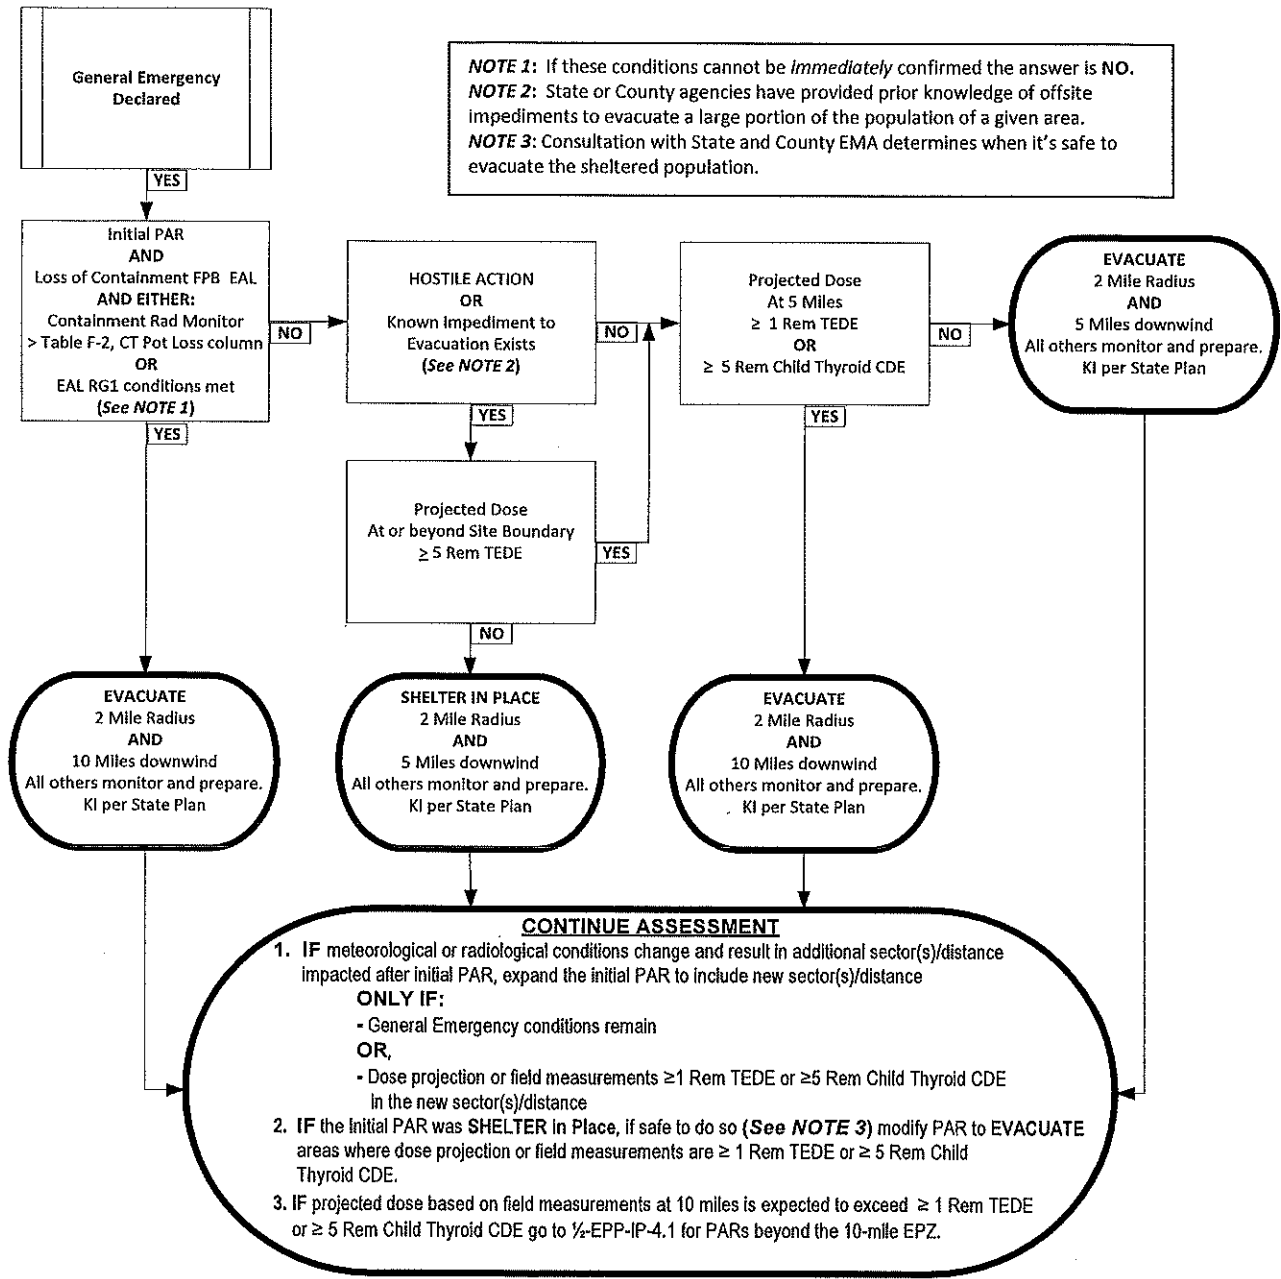 General Emergency
Declared
NOTE 1: If these conditions cannot be immediately confirmed the answer is NO.
NOTE 2: State or County agencies have provided prior knowledge of offsite
impediments to evacuate a large portion of the population of a given area.
NOTE 3: Consultation with State and County EMA determines when it's safe to
evacuate the sheltered population.
YES
Initial PAR
AND
Loss of Containment FPB EAL
AND EITHER:
Containment Rad Monitor
> Table F-2, CT Pot Loss column
OR
EAL RG1 conditions met
(See NOTE 1)
NO
YES
HOSTILE ACTION
OR
Known Impediment to
Evacuation Exists
(See NOTE 2)
NO
YES
Projected Dose
At 5 Miles
≥ 1 Rem TEDE
OR
≥ 5 Rem Child Thyroid CDE
NO
YES
EVACUATE
2 Mile Radius
AND
5 Miles downwind
All others monitor and prepare.
KI per State Plan
Projected Dose
At or beyond Site Boundary
≥ 5 Rem TEDE
YES
NO
EVACUATE
2 Mile Radius
AND
10 Miles downwind
All others monitor and prepare.
KI per State Plan
SHELTER IN PLACE
2 Mile Radius
AND
5 Miles downwind
All others monitor and prepare.
KI per State Plan
EVACUATE
2 Mile Radius
AND
10 Miles downwind
All others monitor and prepare.
KI per State Plan
CONTINUE ASSESSMENT
1. IF meteorological or radiological conditions change and result in additional sector(s)/distance
impacted after initial PAR, expand the initial PAR to include new sector(s)/distance
ONLY IF:
- General Emergency conditions remain
OR,
- Dose projection or field measurements ≥1 Rem TEDE or ≥5 Rem Child Thyroid CDE
in the new sector(s)/distance
2. IF the initial PAR was SHELTER in Place, if safe to do so (See NOTE 3) modify PAR to EVACUATE
areas where dose projection or field measurements are ≥ 1 Rem TEDE or ≥ 5 Rem Child
Thyroid CDE.
3. IF projected dose based on field measurements at 10 miles is expected to exceed ≥ 1 Rem TEDE
or ≥ 5 Rem Child Thyroid CDE go to ½-EPP-IP-4.1 for PARs beyond the 10-mile EPZ.